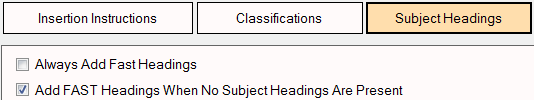 Insertion Instructions Classifications Subject Headings
Always Add Fast Headings
Add FAST Headings When No Subject Headings Are Present